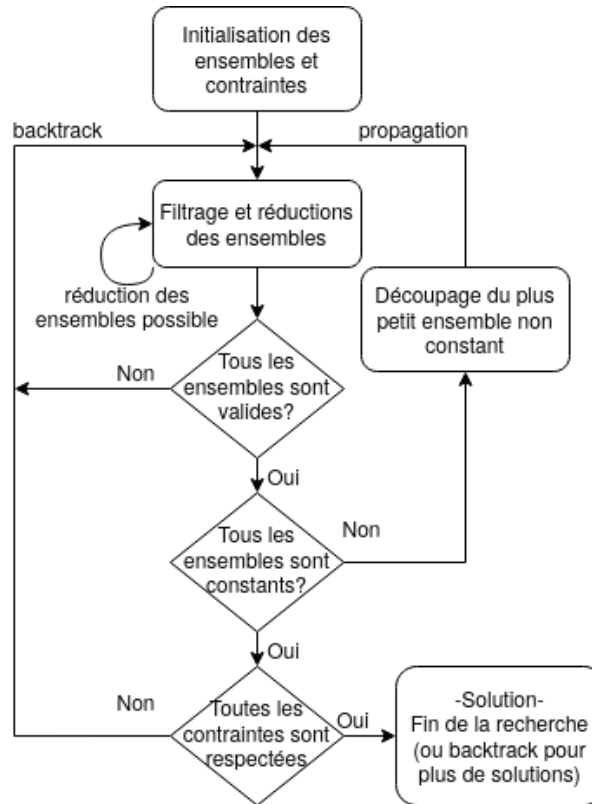 Initialisation des
ensembles et
contraintes
backtrack
propagation
Filtrage et réductions
des ensembles
réduction des
ensembles possible
Découpage du plus
petit ensemble non
constant
Non
Tous les
ensembles sont
valides?
Oui
Tous les
ensembles sont
constants?
Non
Oui
Non
Toutes les
contraintes sont
respectées
Oui
-Solution-
Fin de la recherche
(ou backtrack pour
plus de solutions)